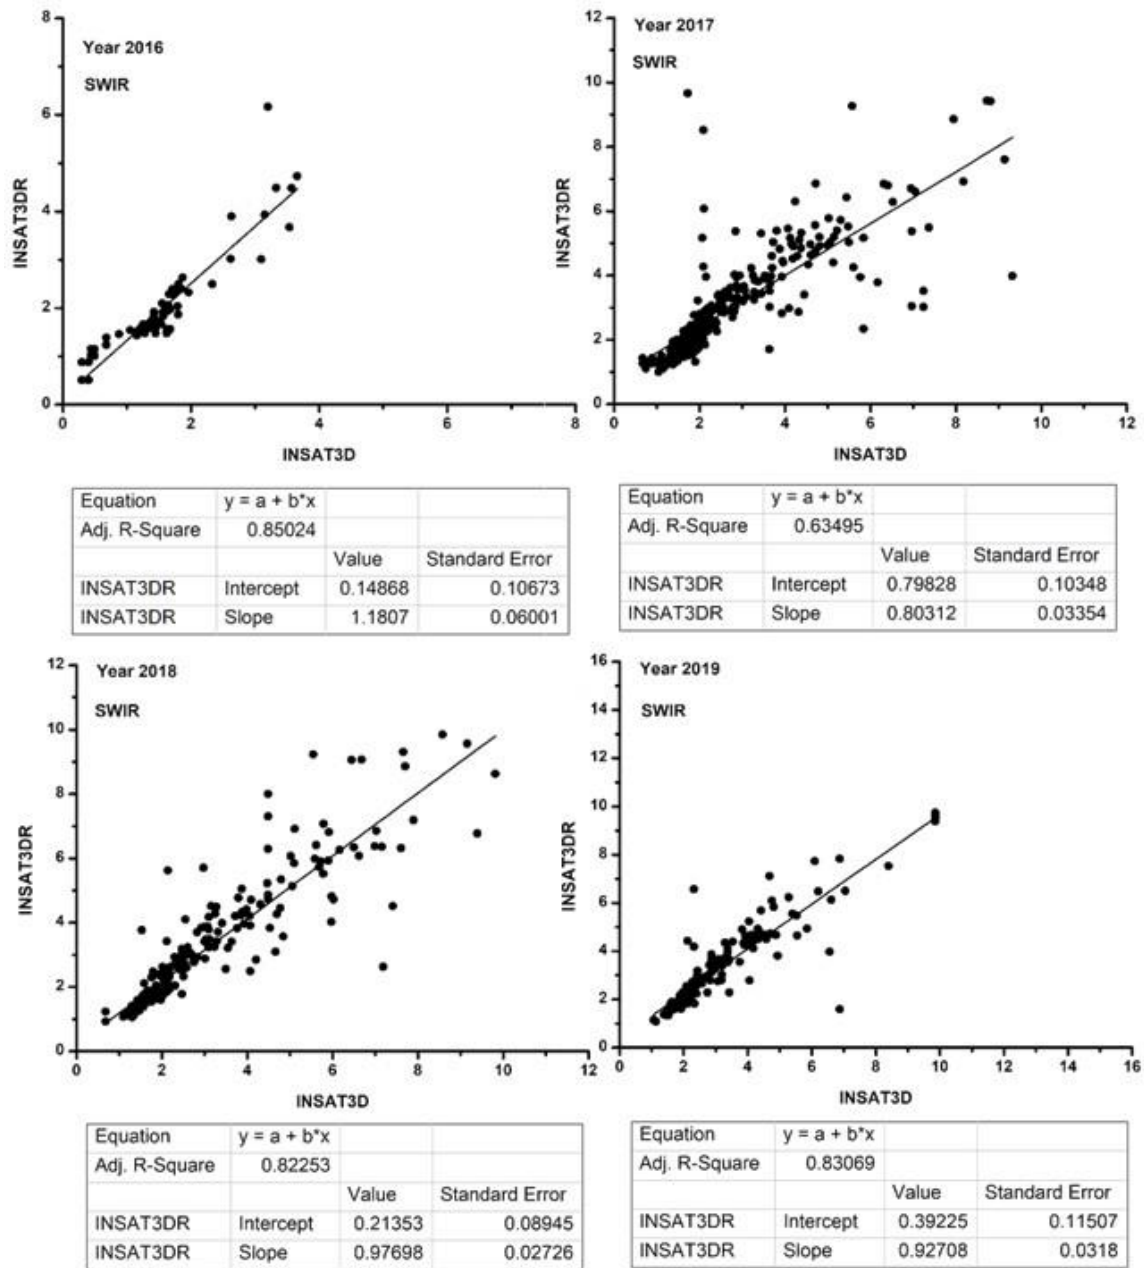 Year 2016
SWIR
8
6
4
2
0
INSAT3DR
0 2 4 6 8
INSAT3D
Equation y = a + b*x
Adj. R-Square 0.85024
Value Standard Error
INSAT3DR Intercept 0.14868 0.10673
INSAT3DR Slope 1.1807 0.06001
Year 2017
SWIR
12
10
8
6
4
2
0
INSAT3DR
0 2 4 6 8 10 12
INSAT3D
Equation y = a + b*x
Adj. R-Square 0.63495
Value Standard Error
INSAT3DR Intercept 0.79828 0.10348
INSAT3DR Slope 0.80312 0.03354
Year 2018
SWIR
12
10
8
6
4
2
0
INSAT3DR
0 2 4 6 8 10 12
INSAT3D
Equation y = a + b*x
Adj. R-Square 0.82253
Value Standard Error
INSAT3DR Intercept 0.21353 0.08945
INSAT3DR Slope 0.97698 0.02726
Year 2019
SWIR
16
14
12
10
8
6
4
2
0
INSAT3DR
0 2 4 6 8 10 12 14 16
INSAT3D
Equation y = a + b*x
Adj. R-Square 0.83069
Value Standard Error
INSAT3DR Intercept 0.39225 0.11507
INSAT3DR Slope 0.92708 0.0318